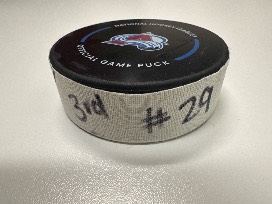 NATIONAL HOCKEY LEAGUE
OFFICIAL GAME PUCK
3rd #29